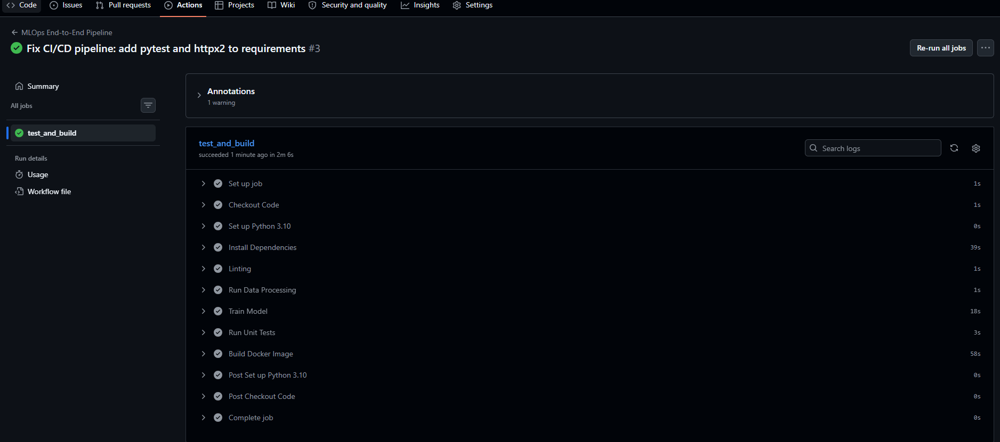 Code Issues Pull requests Actions Projects Wiki Security and quality Insights Settings
MLOps End-to-End Pipeline
Fix CI/CD pipeline: add pytest and httpx2 to requirements #3
Re-run all jobs
Summary
All jobs
test_and_build
Run details
Usage
Workflow file
Annotations
1 warning
test_and_build
succeeded 1 minute ago in 2m 6s
Search logs
Set up job 1s
Checkout Code 1s
Set up Python 3.10 0s
Install Dependencies 39s
Linting 1s
Run Data Processing 1s
Train Model 18s
Run Unit Tests 3s
Build Docker Image 58s
Post Set up Python 3.10 0s
Post Checkout Code 0s
Complete job 0s